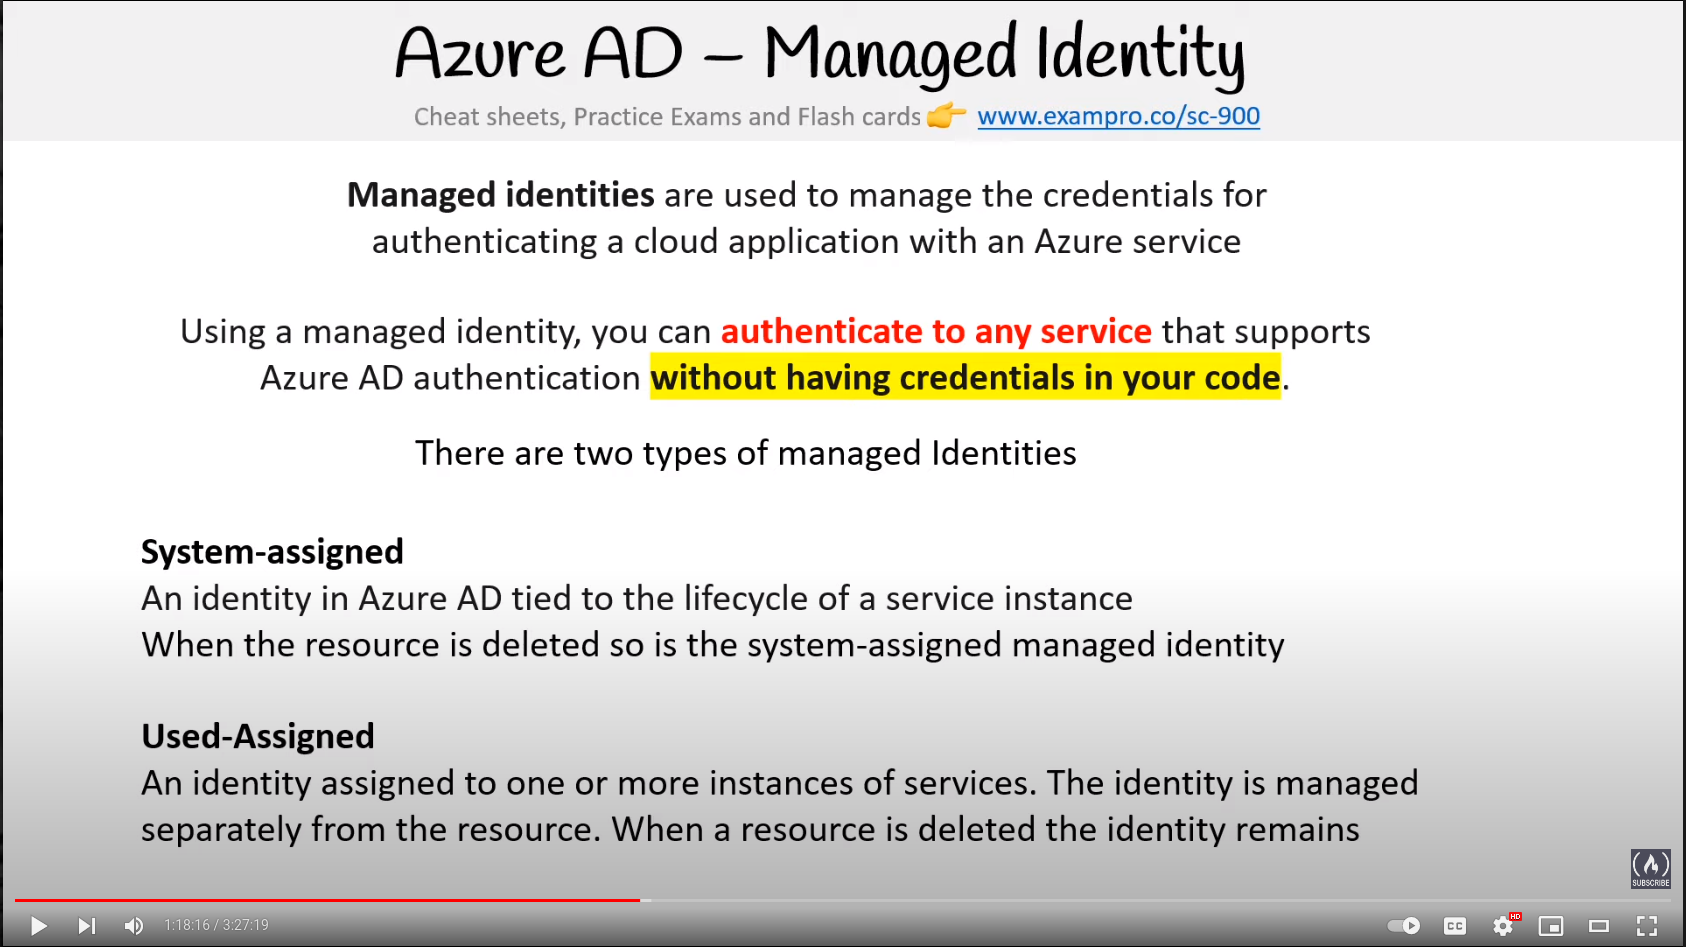 Azure AD – Managed Identity
Cheat sheets, Practice Exams and Flash cards www.exampro.co/sc-900
Managed identities are used to manage the credentials for
authenticating a cloud application with an Azure service
Using a managed identity, you can authenticate to any service that supports
Azure AD authentication without having credentials in your code.
There are two types of managed Identities
System-assigned
An identity in Azure AD tied to the lifecycle of a service instance
When the resource is deleted so is the system-assigned managed identity
Used-Assigned
An identity assigned to one or more instances of services. The identity is managed
separately from the resource. When a resource is deleted the identity remains
SUBSCRIBE
1:18:16 / 3:27:19
CC
HD